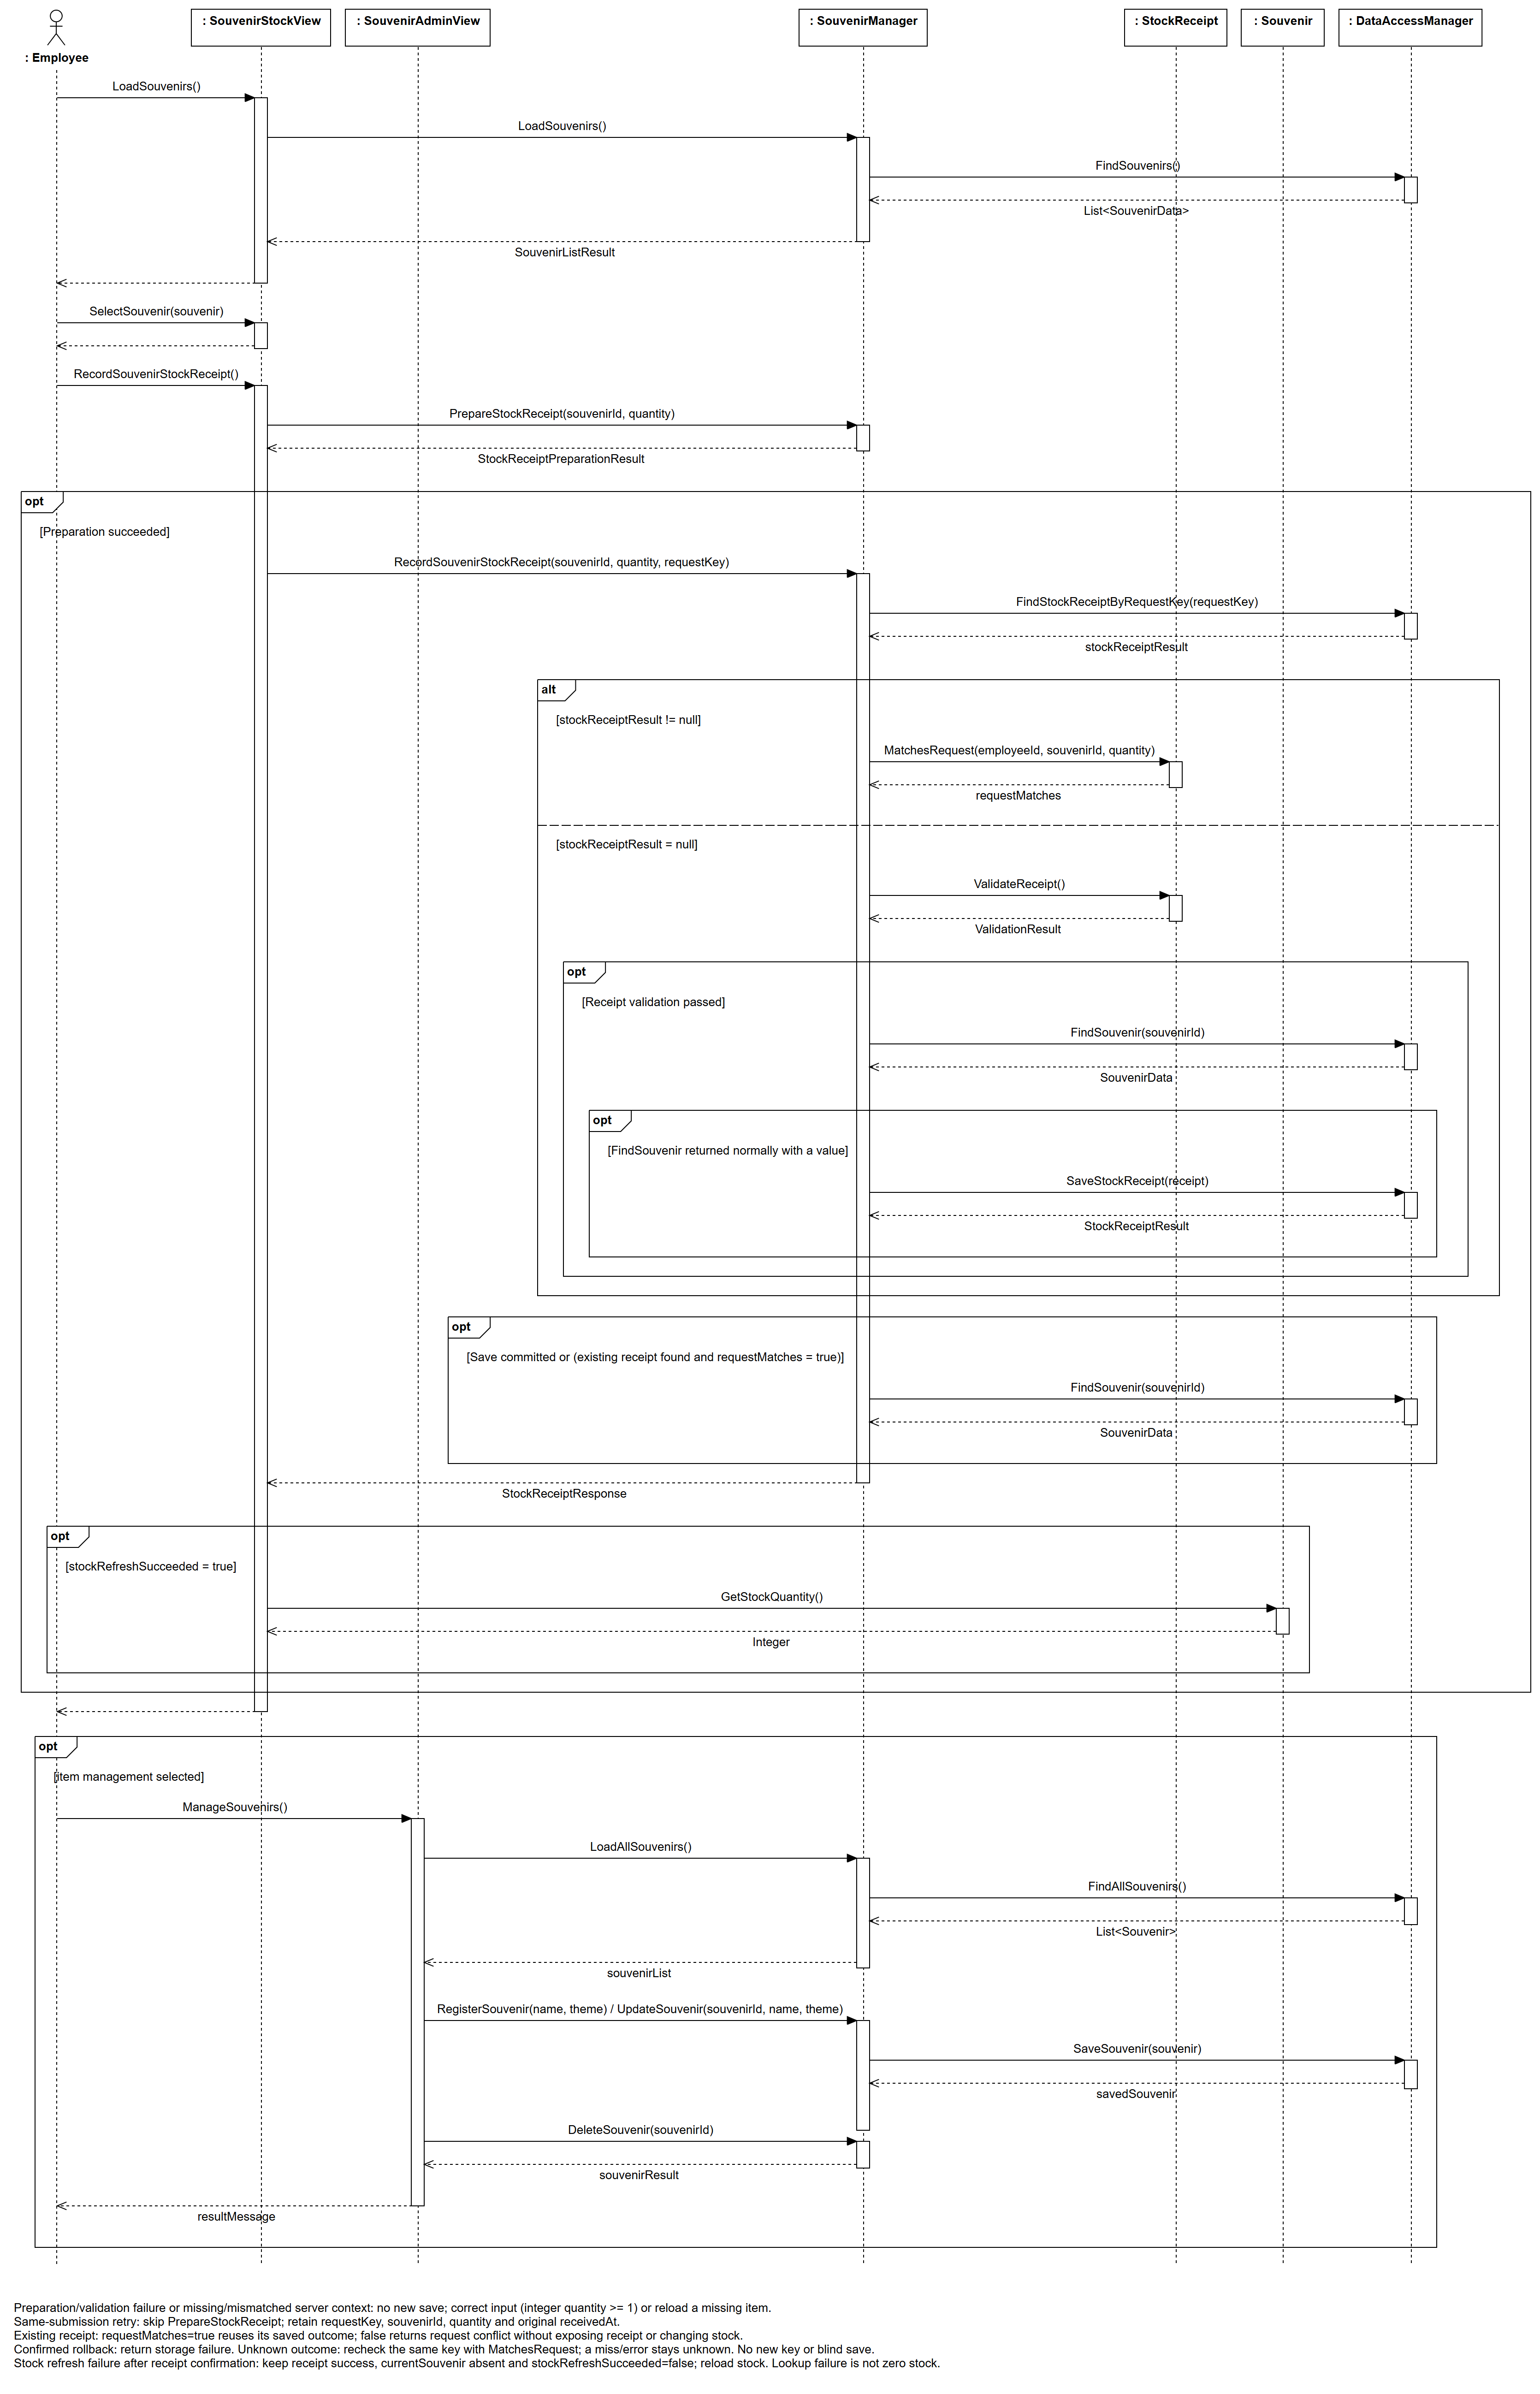 : Employee
: SouvenirStockView
: SouvenirAdminView
: SouvenirManager
: StockReceipt
: Souvenir
: DataAccessManager
LoadSouvenirs()
LoadSouvenirs()
FindSouvenirs()
List<SouvenirData>
SouvenirListResult
SelectSouvenir(souvenir)
RecordSouvenirStockReceipt()
PrepareStockReceipt(souvenirId, quantity)
StockReceiptPreparationResult
opt
[Preparation succeeded]
RecordSouvenirStockReceipt(souvenirId, quantity, requestKey)
FindStockReceiptByRequestKey(requestKey)
stockReceiptResult
alt
[stockReceiptResult != null]
MatchesRequest(employeeId, souvenirId, quantity)
requestMatches
[stockReceiptResult = null]
ValidateReceipt()
ValidationResult
opt
[Receipt validation passed]
FindSouvenir(souvenirId)
SouvenirData
opt
[FindSouvenir returned normally with a value]
SaveStockReceipt(receipt)
StockReceiptResult
opt
[Save committed or (existing receipt found and requestMatches = true)]
FindSouvenir(souvenirId)
SouvenirData
StockReceiptResponse
opt
[stockRefreshSucceeded = true]
GetStockQuantity()
Integer
opt
[item management selected]
ManageSouvenirs()
LoadAllSouvenirs()
FindAllSouvenirs()
List<Souvenir>
souvenirList
RegisterSouvenir(name, theme) / UpdateSouvenir(souvenirId, name, theme)
SaveSouvenir(souvenir)
savedSouvenir
DeleteSouvenir(souvenirId)
souvenirResult
resultMessage
Preparation/validation failure or missing/mismatched server context: no new save; correct input (integer quantity >= 1) or reload a missing item.
Same-submission retry: skip PrepareStockReceipt; retain requestKey, souvenirId, quantity and original receivedAt.
Existing receipt: requestMatches=true reuses its saved outcome; false returns request conflict without exposing receipt or changing stock.
Confirmed rollback: return storage failure. Unknown outcome: recheck the same key with MatchesRequest; a miss/error stays unknown. No new key or blind save.
Stock refresh failure after receipt confirmation: keep receipt success, currentSouvenir absent and stockRefreshSucceeded=false; reload stock. Lookup failure is not zero stock.